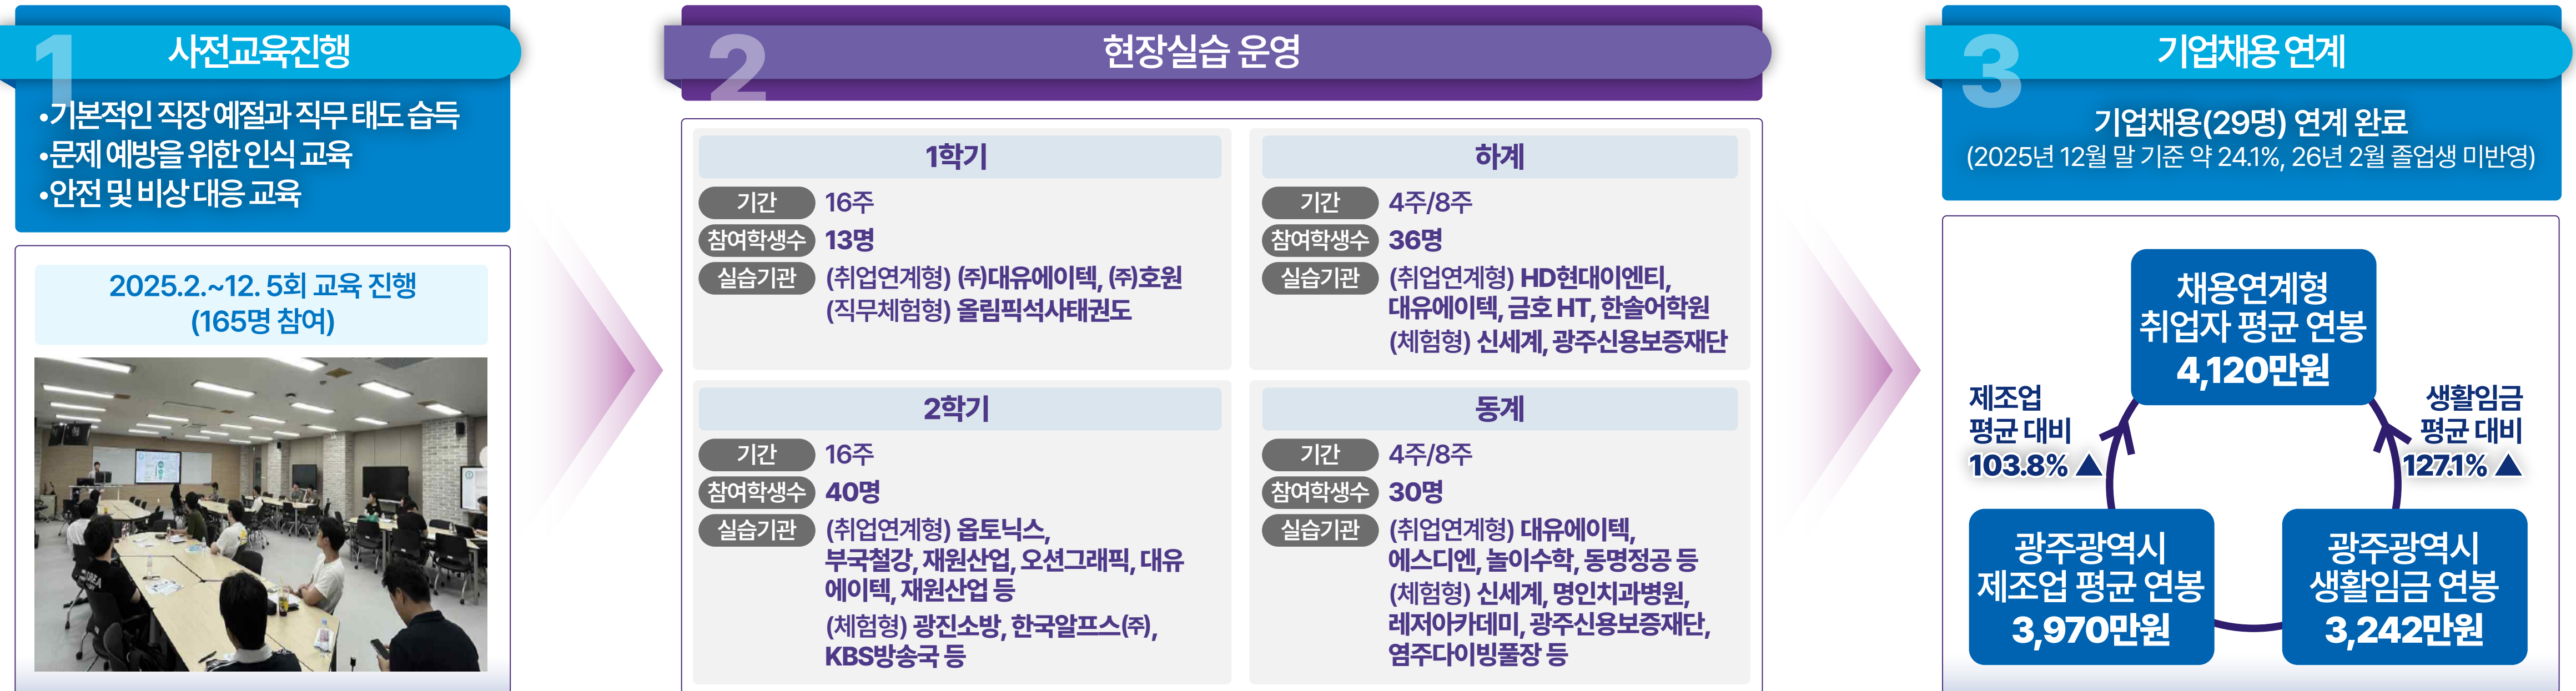 1
사전교육진행
•기본적인 직장 예절과 직무 태도 습득
•문제 예방을 위한 인식 교육
•안전 및 비상 대응 교육
2025.2.~12. 5회 교육 진행
(165명 참여)
2
현장실습 운영
1학기
기간 16주
참여학생수 13명
실습기관 (취업연계형) ㈜대유에이텍, ㈜호원
(직무체험형) 올림픽석사태권도
하계
기간 4주/8주
참여학생수 36명
실습기관 (취업연계형) HD현대이엔티,
대유에이텍, 금호 HT, 한솔어학원
(체험형) 신세계, 광주신용보증재단
2학기
기간 16주
참여학생수 40명
실습기관 (취업연계형) 옵토닉스,
부국철강, 재원산업, 오션그래픽, 대유
에이텍, 재원산업 등
(체험형) 광진소방, 한국알프스㈜,
KBS방송국 등
동계
기간 4주/8주
참여학생수 30명
실습기관 (취업연계형) 대유에이텍,
에스디엔, 놀이수학, 동명정공 등
(체험형) 신세계, 명인치과병원,
레저아카데미, 광주신용보증재단,
염주다이빙풀장 등
3
기업채용 연계
기업채용(29명) 연계 완료
(2025년 12월 말 기준 약 24.1%, 26년 2월 졸업생 미반영)
채용연계형
취업자 평균 연봉
4,120만원
제조업
평균 대비
103.8% ▲
생활임금
평균 대비
127.1% ▲
광주광역시
제조업 평균 연봉
3,970만원
광주광역시
생활임금 연봉
3,242만원